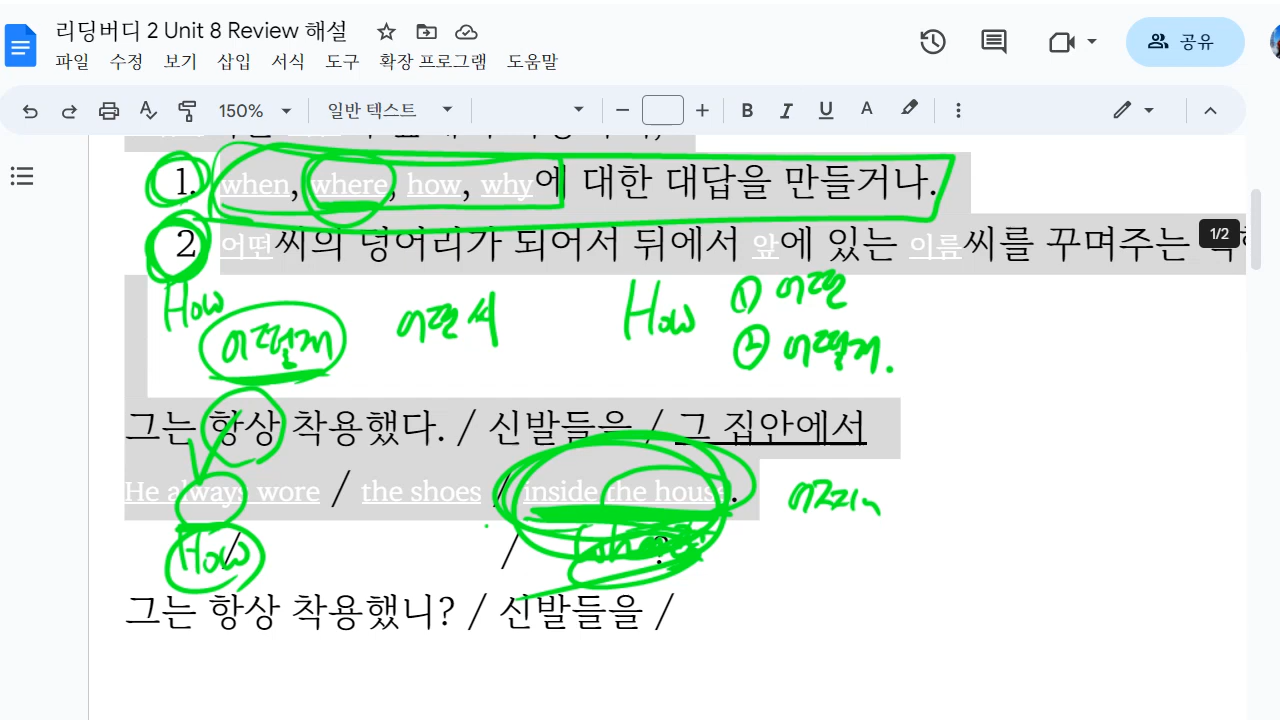 리딩버디 2 Unit 8 Review 해설
공유
파일 수정 보기 삽입 서식 도구 확장 프로그램 도움말
150% 일반 텍스트 B I U A
1. when, where, how, why에 대한 대답을 만들거나.
1/2
2 어떤씨의 덩어리가 되어서 뒤에서 앞에 있는 이름씨를 꾸며주는
How 어떻게 어떤 씨 How ① 어떤
② 어떻게.
그는 항상 착용했다. / 신발들을 / 그 집안에서
He always wore / the shoes / inside the house.
How / / ?
그는 항상 착용했니? / 신발들을 /